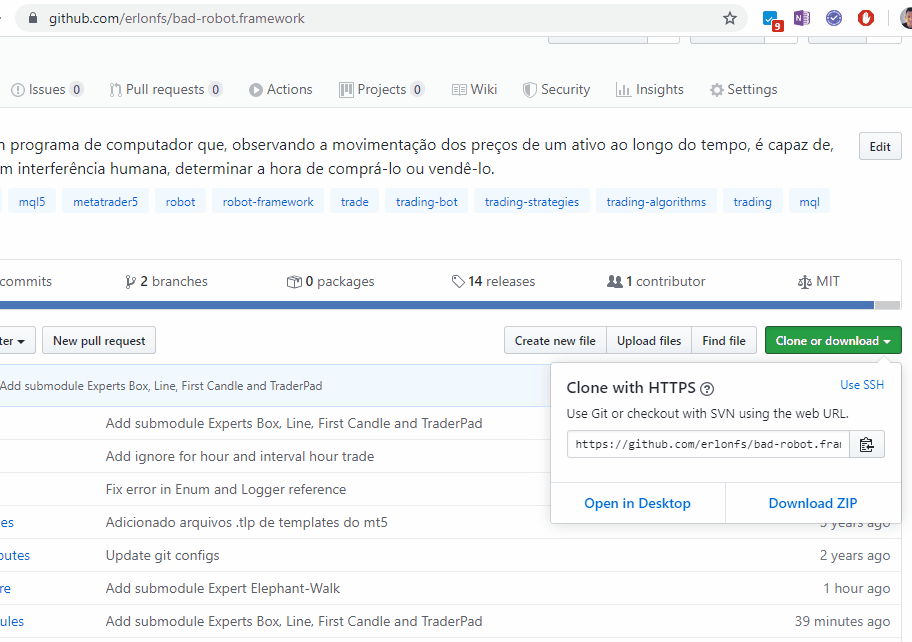 github.com/erlonfs/bad-robot.framework
9
Issues 0 Pull requests 0 Actions Projects 0 Wiki Security Insights Settings
programa de computador que, observando a movimentação dos preços de um ativo ao longo do tempo, é capaz de,
m interferência humana, determinar a hora de comprá-lo ou vendê-lo.
Edit
mql5 metatrader5 robot robot-framework trade trading-bot trading-strategies trading-algorithms trading mql
commits 2 branches 0 packages 14 releases 1 contributor MIT
ter New pull request Create new file Upload files Find file Clone or download
Add submodule Experts Box, Line, First Candle and TraderPad
Clone with HTTPS ? Use SSH
Use Git or checkout with SVN using the web URL.
https://github.com/erlonfs/bad-robot.fra
Open in Desktop Download ZIP
Add submodule Experts Box, Line, First Candle and TraderPad
Add ignore for hour and interval hour trade
Fix error in Enum and Logger reference
es Adicionado arquivos .tlp de templates do mt5 years ago
butes Update git configs 2 years ago
re Add submodule Expert Elephant-Walk 1 hour ago
ules Add submodule Experts Box, Line, First Candle and TraderPad 39 minutes ago